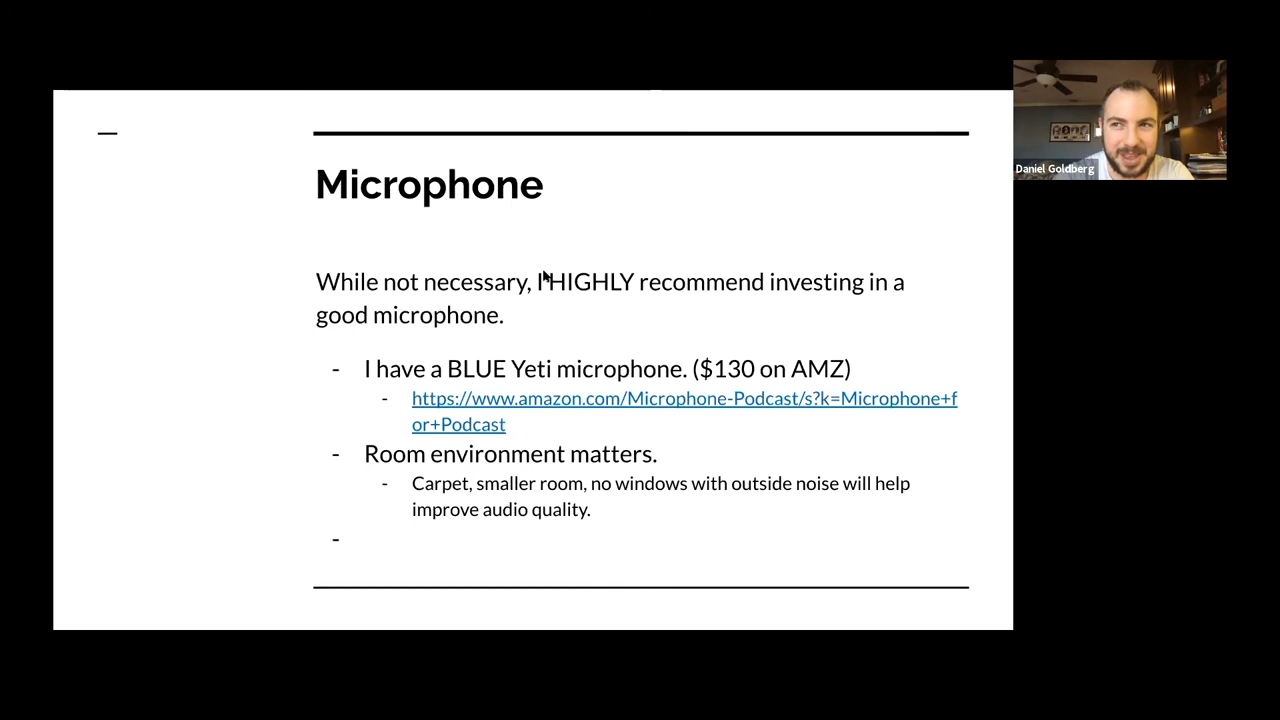 Microphone
While not necessary, I HIGHLY recommend investing in a
good microphone.
- I have a BLUE Yeti microphone. ($130 on AMZ)
- https://www.amazon.com/Microphone-Podcast/s?k=Microphone+f
or+Podcast
- Room environment matters.
- Carpet, smaller room, no windows with outside noise will help
improve audio quality.
-
Daniel Goldberg